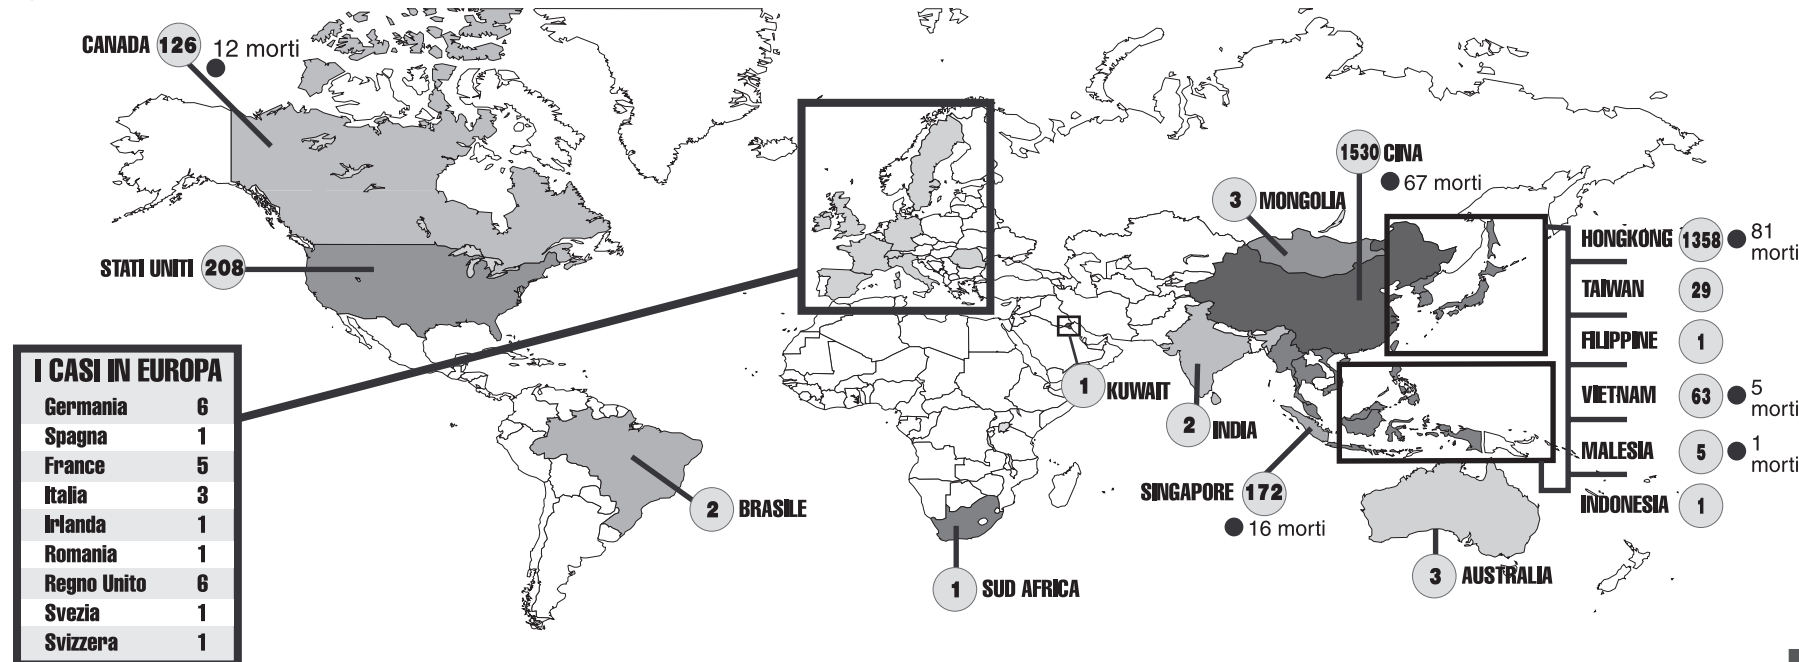 CANADA 126
12 morti
STATI UNITI 208
I CASI IN EUROPA
Germania 6
Spagna 1
France 5
Italia 3
Irlanda 1
Romania 1
Regno Unito 6
Svezia 1
Svizzera 1
2 BRASILE
1 SUD AFRICA
1 KUWAIT
2 INDIA
3 MONGOLIA
1530 CINA
67 morti
SINGAPORE 172
16 morti
3 AUSTRALIA
HONGKONG 1358 81
morti
TAIWAN 29
FILIPPINE 1
VIETNAM 63 5
morti
MALESIA 5 1
morti
INDONESIA 1